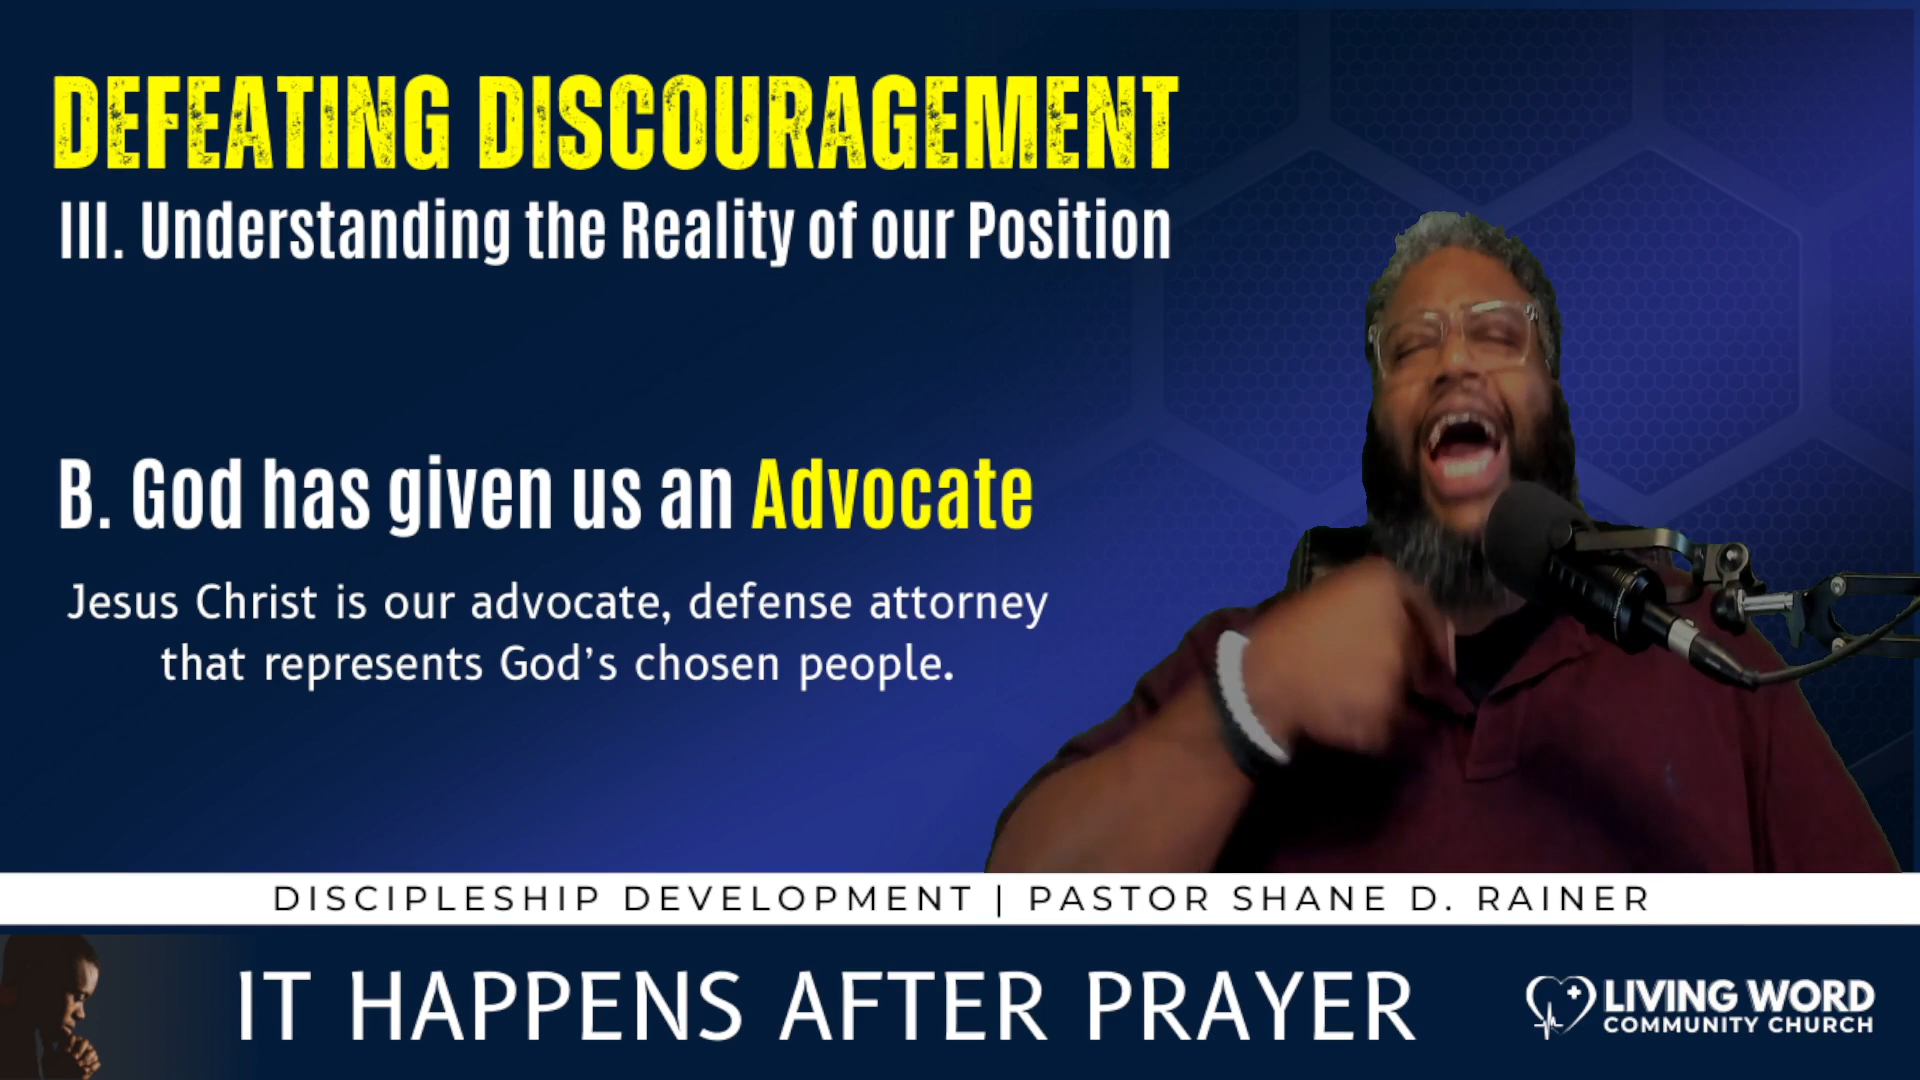 DEFEATING DISCOURAGEMENT
III. Understanding the Reality of our Position
B. God has given us an Advocate
Jesus Christ is our advocate, defense attorney
that represents God's chosen people.
DISCIPLESHIP DEVELOPMENT | PASTOR SHANE D. RAINER
IT HAPPENS AFTER PRAYER
LIVING WORD
COMMUNITY CHURCH